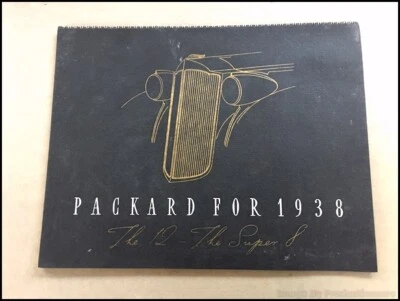 PACKARD FOR 1938
The 12 - The Super 8